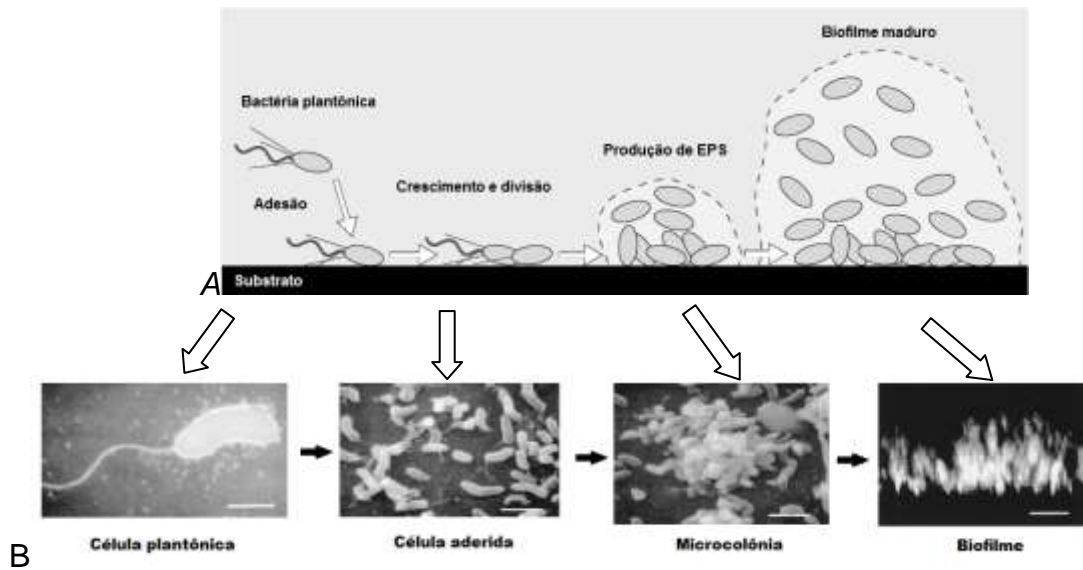 Biofilme maduro
Bactéria plantônica
Produção de EPS
Crescimento e divisão
Adesão
A
Substrato
Célula plantônica
Célula aderida
Microcolônia
Biofilme
B